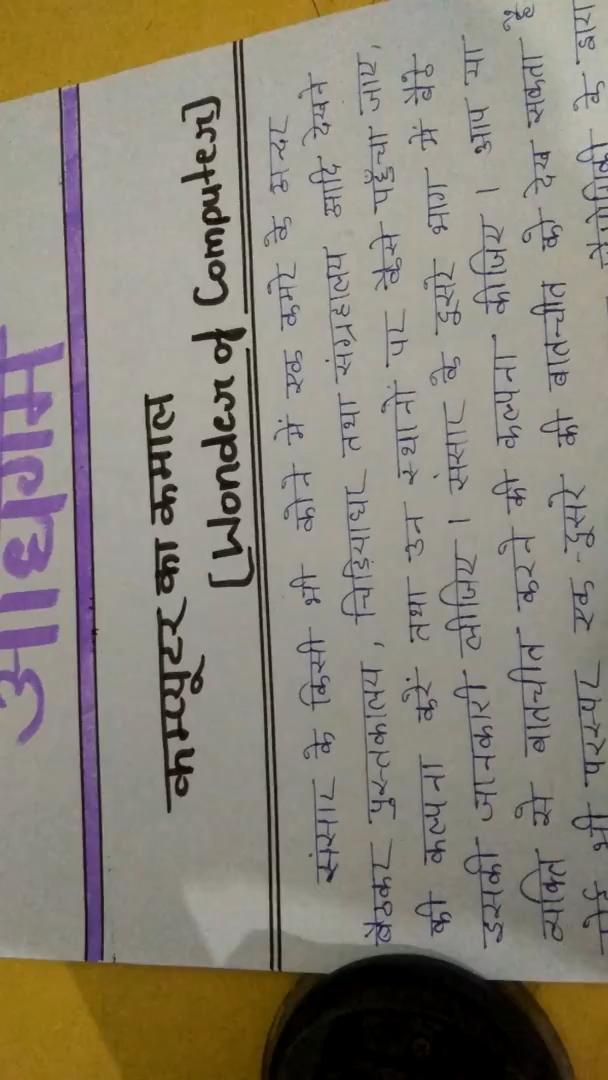 अधिगम
कम्प्यूटर का कमाल
(Wonder of Computer)
संसार के किसी भी कोने में एक कमरे के अन्दर
बैठकर पुस्तकालय, चिड़ियाघर तथा संग्रहालय आदि देखने
की कल्पना करें तथा उन स्थानों पर कैसे पहुँचा जाए,
इसकी जानकारी लीजिए। संसार के दूसरे भाग में बैठे
व्यक्ति से बातचीत करने की कल्पना कीजिए। आप या
भी परस्पर एक-दूसरे की बातचीत को देख सकता है
के द्वारा